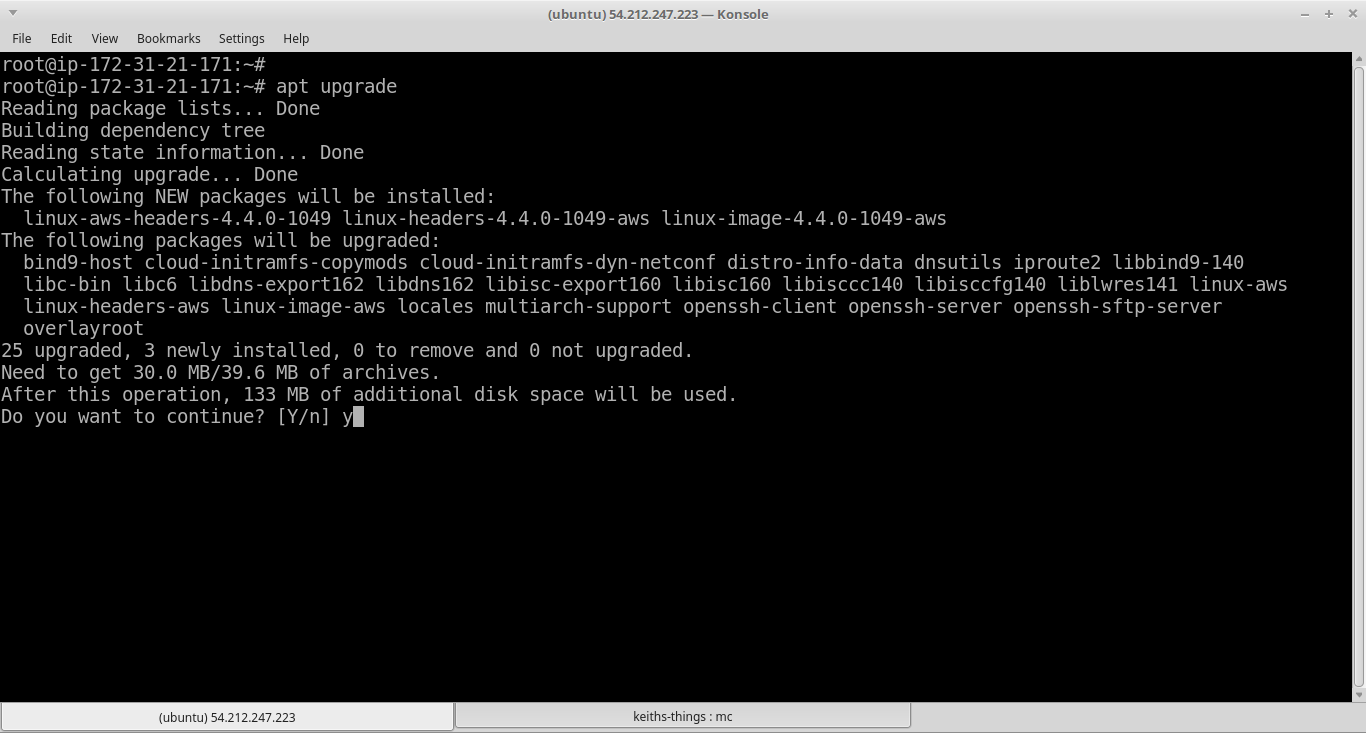 (ubuntu) 54.212.247.223 — Konsole
File Edit View Bookmarks Settings Help
root@ip-172-31-21-171:~#
root@ip-172-31-21-171:~# apt upgrade
Reading package lists... Done
Building dependency tree
Reading state information... Done
Calculating upgrade... Done
The following NEW packages will be installed:
  linux-aws-headers-4.4.0-1049 linux-headers-4.4.0-1049-aws linux-image-4.4.0-1049-aws
The following packages will be upgraded:
  bind9-host cloud-initramfs-copymods cloud-initramfs-dyn-netconf distro-info-data dnsutils iproute2 libbind9-140
  libc-bin libc6 libdns-export162 libdns162 libisc-export160 libisc160 libisccc140 libisccfg140 liblwres141 linux-aws
  linux-headers-aws linux-image-aws locales multiarch-support openssh-client openssh-server openssh-sftp-server
  overlayroot
25 upgraded, 3 newly installed, 0 to remove and 0 not upgraded.
Need to get 30.0 MB/39.6 MB of archives.
After this operation, 133 MB of additional disk space will be used.
Do you want to continue? [Y/n] y
(ubuntu) 54.212.247.223
keiths-things : mc